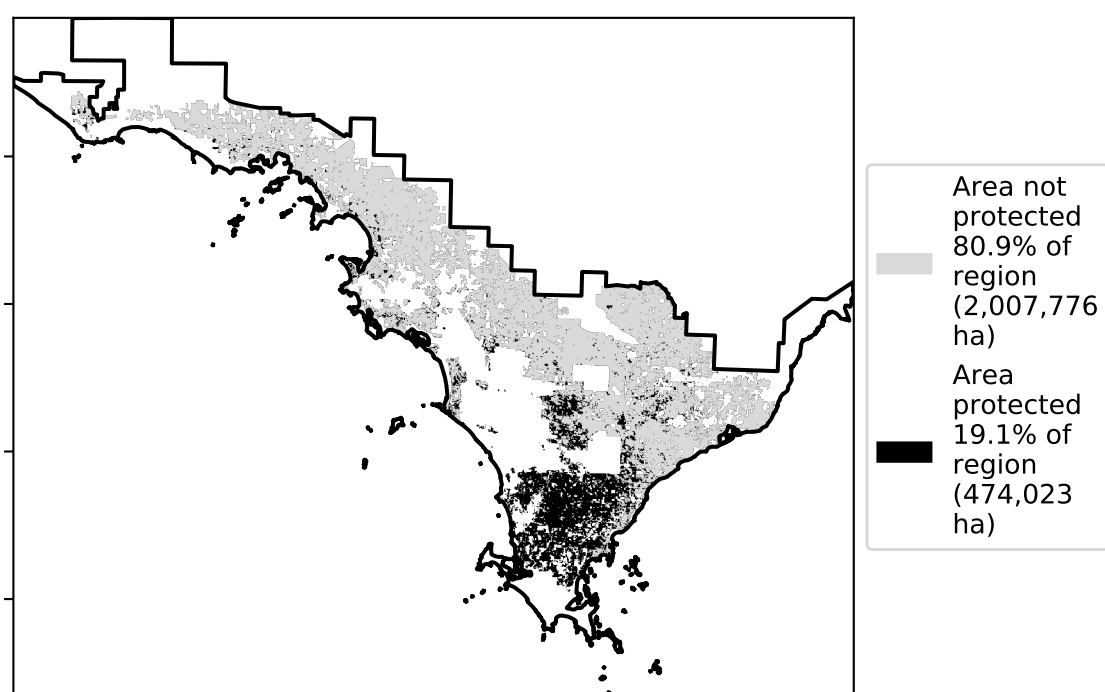 Area not
protected
80.9% of
region
(2,007,776
ha)
Area
protected
19.1% of
region
(474,023
ha)